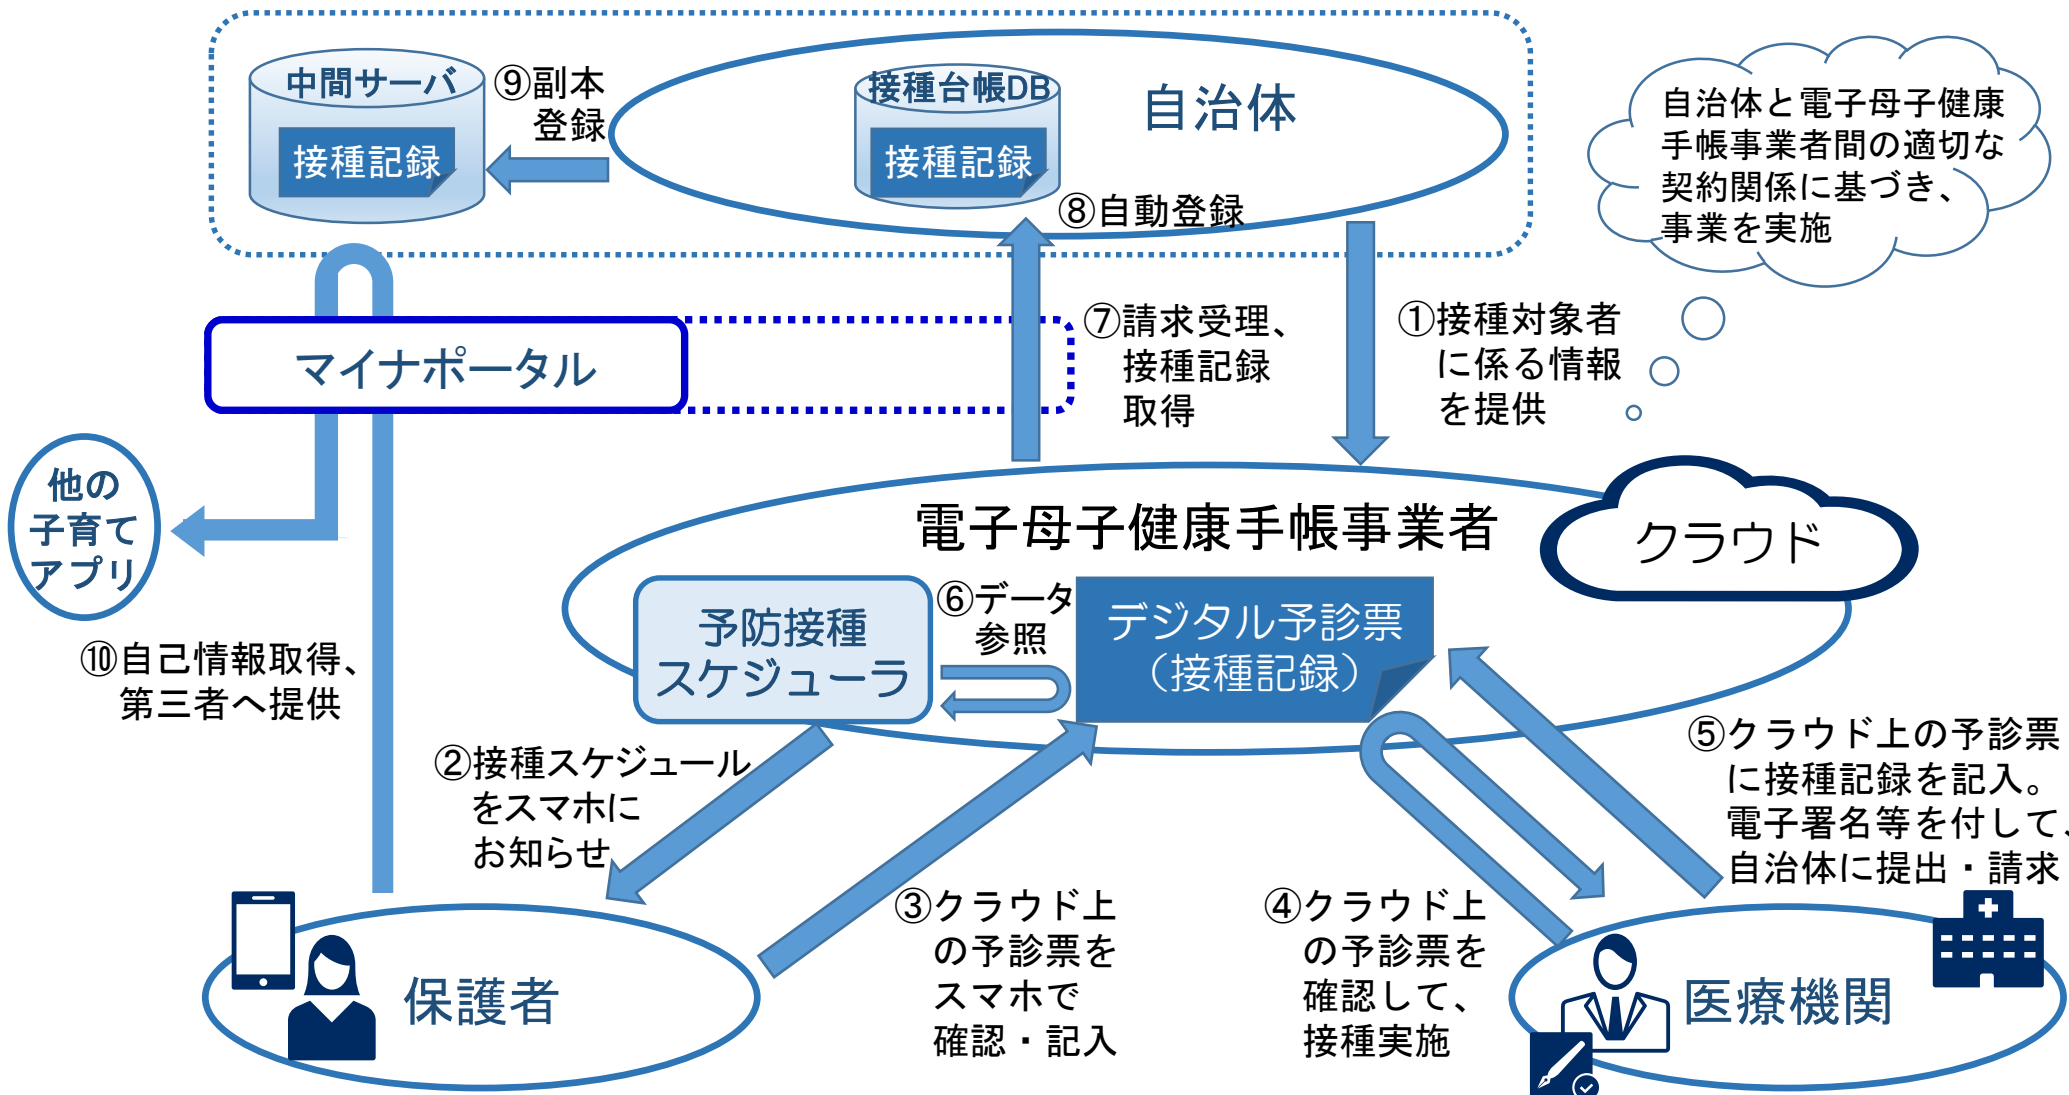 中間サーバ
接種記録
⑨副本
登録
接種台帳DB
接種記録
自治体
⑧自動登録
自治体と電子母子健康
手帳事業者間の適切な
契約関係に基づき、
事業を実施
マイナポータル
⑦請求受理、
接種記録
取得
①接種対象者
に係る情報
を提供
他の
子育て
アプリ
電子母子健康手帳事業者
クラウド
予防接種
スケジューラ
⑥データ
参照
デジタル予診票
（接種記録）
⑩自己情報取得、
第三者へ提供
②接種スケジュール
をスマホに
お知らせ
③クラウド上
の予診票を
スマホで
確認・記入
④クラウド上
の予診票を
確認して、
接種実施
⑤クラウド上の予診票
に接種記録を記入。
電子署名等を付して、
自治体に提出・請求
保護者
医療機関